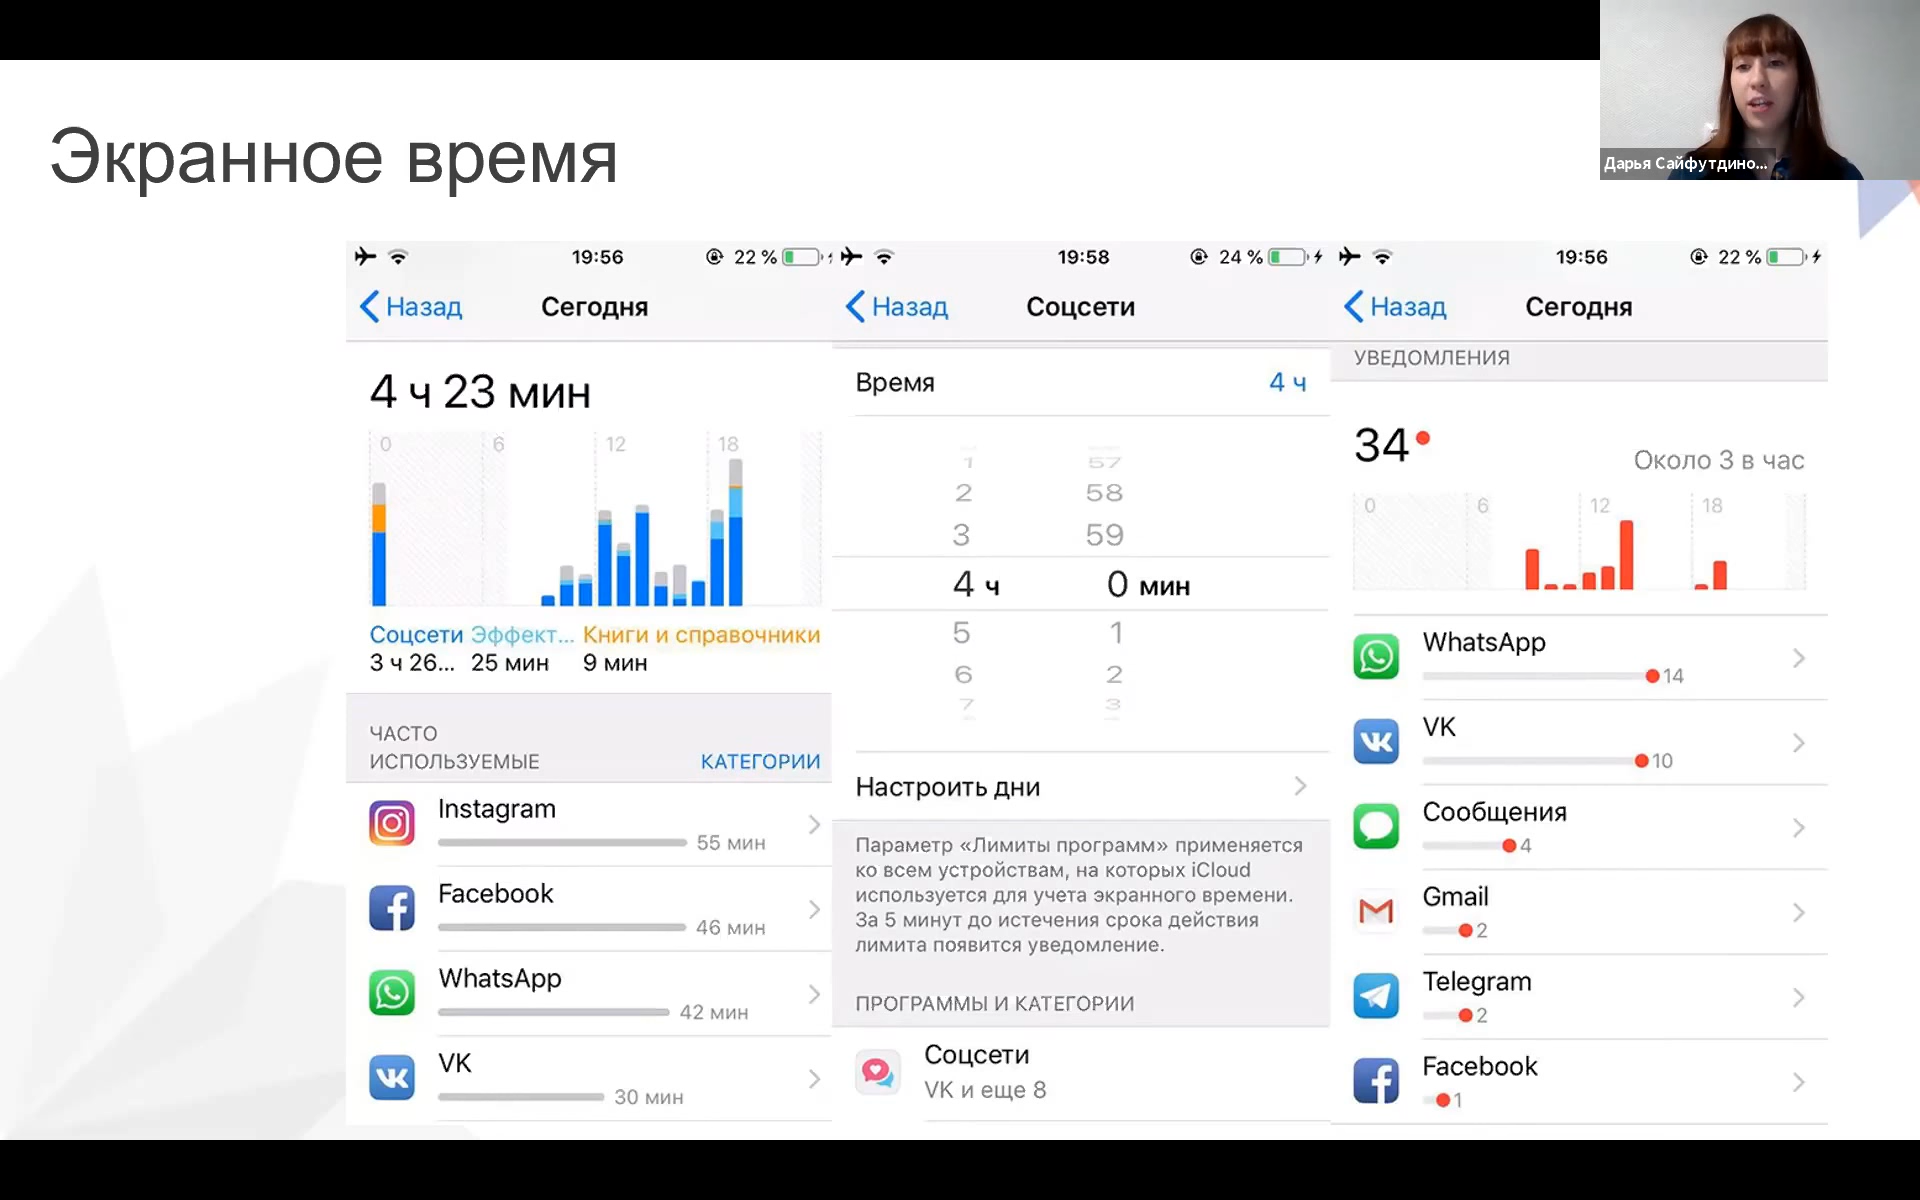 Дарья Сайфутдино...
Экранное время
19:56
22 %
Назад
Сегодня
4 ч 23 мин
0 6 12 18
Соцсети Эффект... Книги и справочники
3 ч 26... 25 мин 9 мин
ЧАСТО
ИСПОЛЬЗУЕМЫЕ КАТЕГОРИИ
Instagram
55 мин
Facebook
46 мин
WhatsApp
42 мин
VK
30 мин
19:58
24 %
Назад
Соцсети
Время 4 ч
1 57
2 58
3 59
4 ч 0 мин
5 1
6 2
7 3
Настроить дни
Параметр «Лимиты программ» применяется
ко всем устройствам, на которых iCloud
используется для учета экранного времени.
За 5 минут до истечения срока действия
лимита появится уведомление.
ПРОГРАММЫ И КАТЕГОРИИ
Соцсети
VK и еще 8
19:56
22 %
Назад
Сегодня
УВЕДОМЛЕНИЯ
34
Около 3 в час
0 6 12 18
WhatsApp
14
VK
10
Сообщения
4
Gmail
2
Telegram
2
Facebook
1